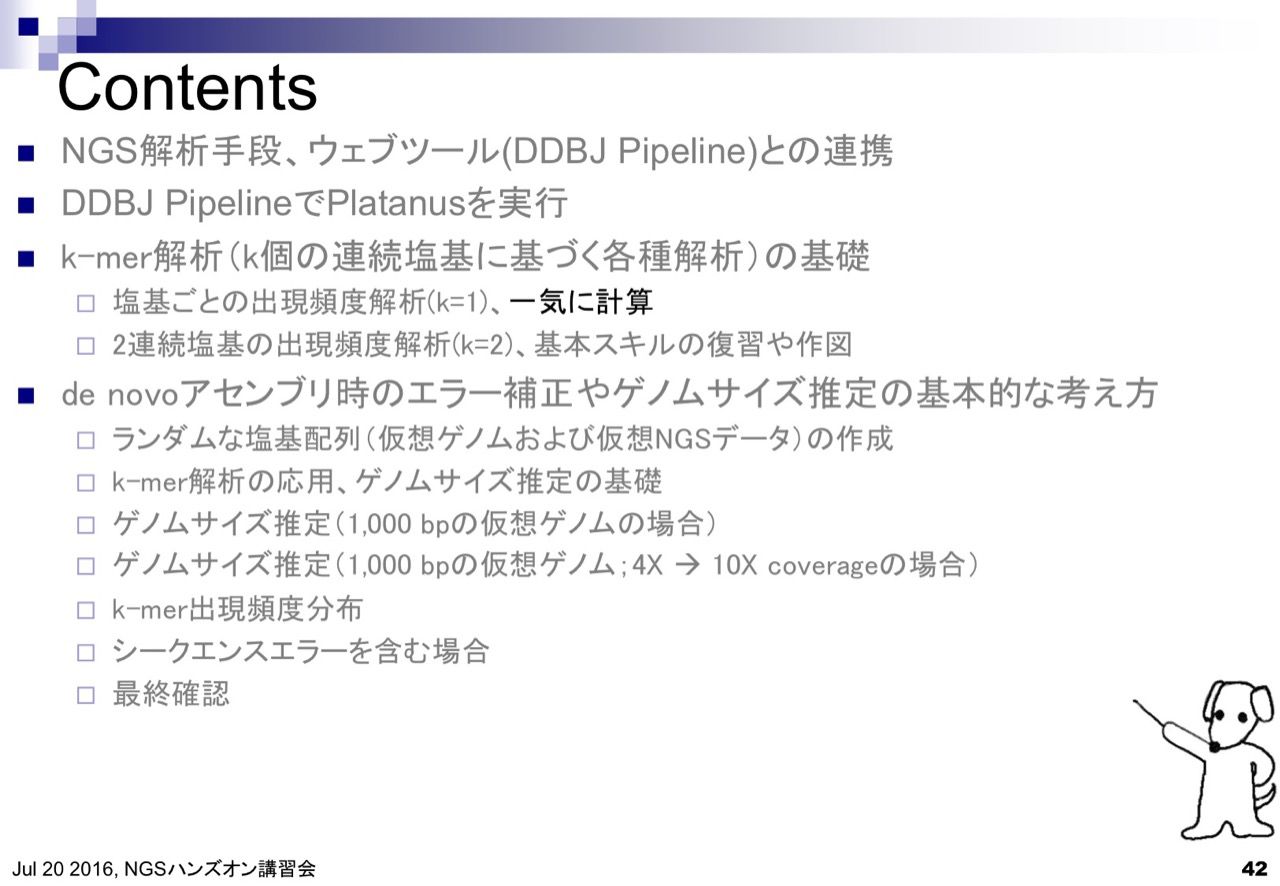 Contents
NGS解析手段、ウェブツール(DDBJ Pipeline)との連携
DDBJ PipelineでPlatanusを実行
k-mer解析（k個の連続塩基に基づく各種解析）の基礎
塩基ごとの出現頻度解析(k=1)、一気に計算
2連続塩基の出現頻度解析(k=2)、基本スキルの復習や作図
de novoアセンブリ時のエラー補正やゲノムサイズ推定の基本的な考え方
ランダムな塩基配列（仮想ゲノムおよび仮想NGSデータ）の作成
k-mer解析の応用、ゲノムサイズ推定の基礎
ゲノムサイズ推定（1,000 bpの仮想ゲノムの場合）
ゲノムサイズ推定（1,000 bpの仮想ゲノム；4X → 10X coverageの場合）
k-mer出現頻度分布
シークエンスエラーを含む場合
最終確認
Jul 20 2016, NGSハンズオン講習会
42